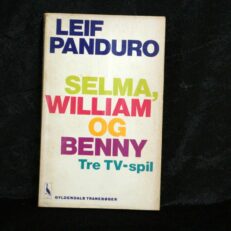 LEIF
PANDURO
SELMA,
WILLIAM
OG
BENNY
Tre TV-spil
GYLDENDALS TRANEBØGER